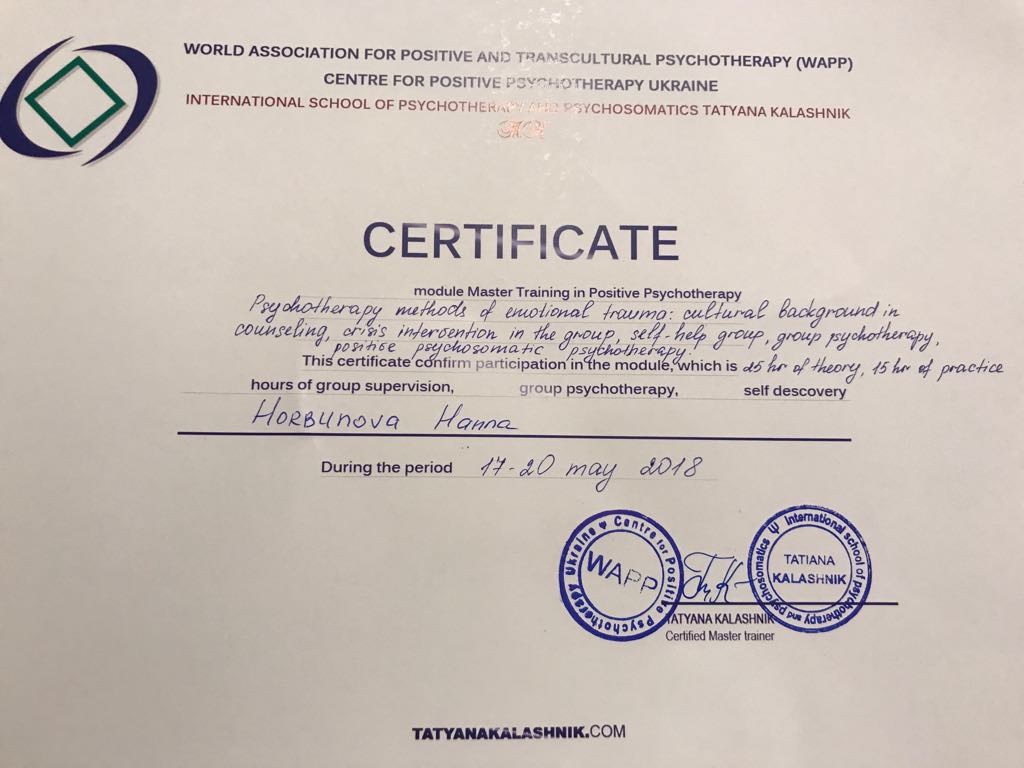 WORLD ASSOCIATION FOR POSITIVE AND TRANSCULTURAL PSYCHOTHERAPY (WAPP)
CENTRE FOR POSITIVE PSYCHOTHERAPY UKRAINE
INTERNATIONAL SCHOOL OF PSYCHOTHERAPY AND PSYCHOSOMATICS TATYANA KALASHNIK
CERTIFICATE
module Master Training in Positive Psychotherapy
Psychotherapy methods of emotional trauma: cultural background in
counseling, crisis intervention in the group, self-help group, group psychotherapy,
positive psychosomatic psychotherapy.
This certificate confirm participation in the module, which is 25 hr of theory, 15 hr of practice
hours of group supervision, group psychotherapy, self descovery
HORBUNOVA Hanna
During the period 17-20 may 2018
Ukraine Ψ Centre for Positive Psychotherapy
WAPP
Ψ International school of psychotherapy and psychosomatics
TATIANA
KALASHNIK
TATYANA KALASHNIK
Certified Master trainer
TATYANAKALASHNIK.COM